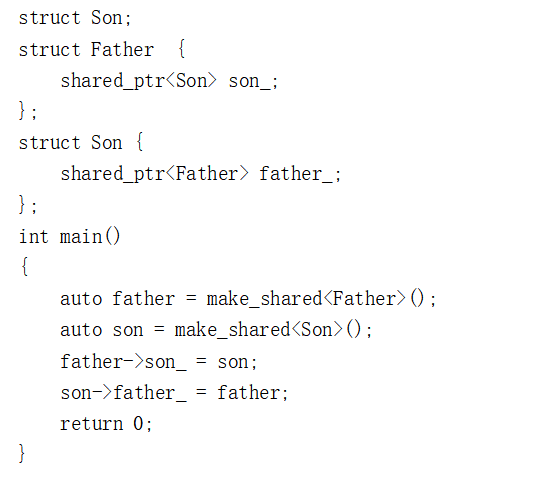 struct Son;
struct Father  {
    shared_ptr<Son> son_;
};
struct Son {
    shared_ptr<Father> father_;
};
int main()
{
    auto father = make_shared<Father>();
    auto son = make_shared<Son>();
    father->son_ = son;
    son->father_ = father;
    return 0;
}